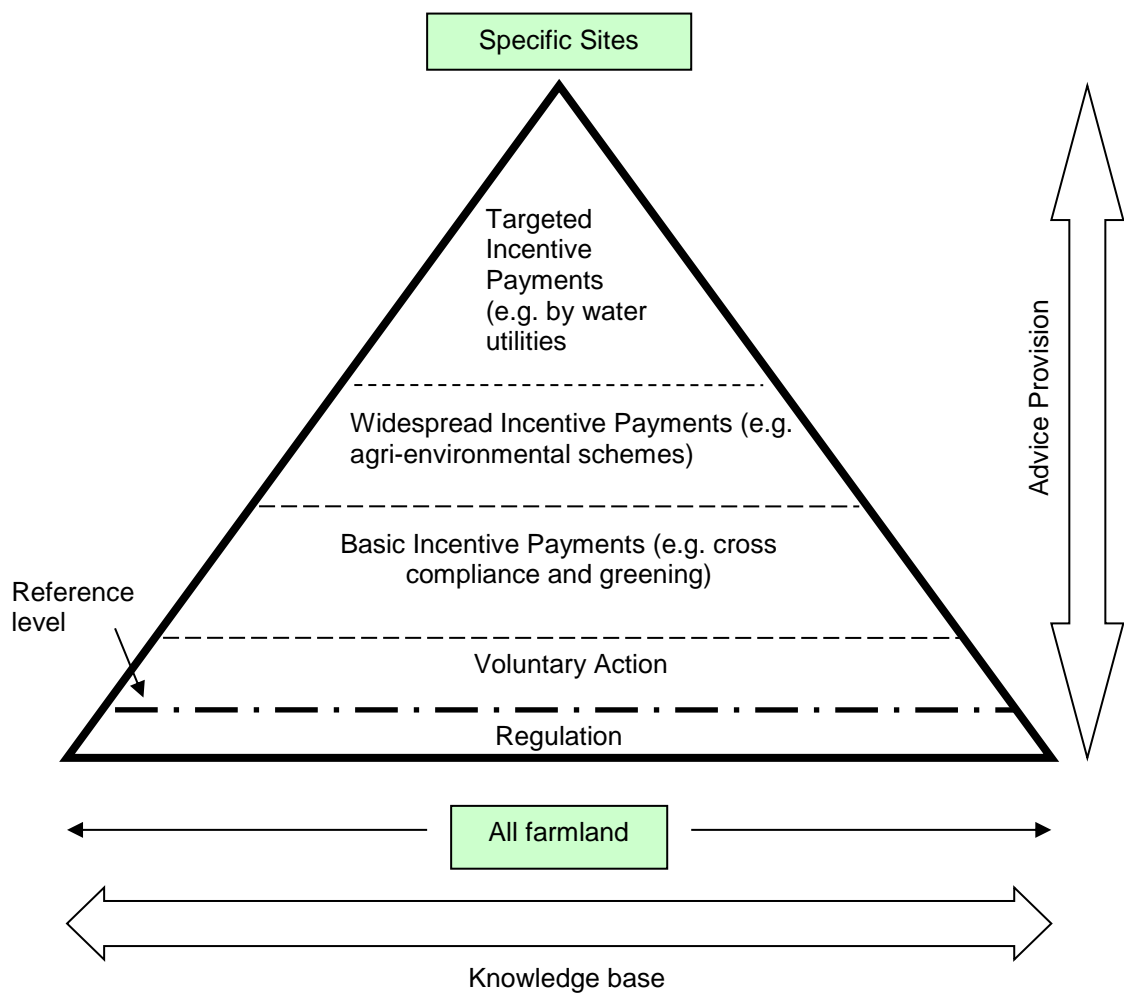 Specific Sites
Targeted
Incentive
Payments
(e.g. by water
utilities
Widespread Incentive Payments (e.g.
agri-environmental schemes)
Basic Incentive Payments (e.g. cross
compliance and greening)
Reference
level
Voluntary Action
Regulation
Advice Provision
All farmland
Knowledge base